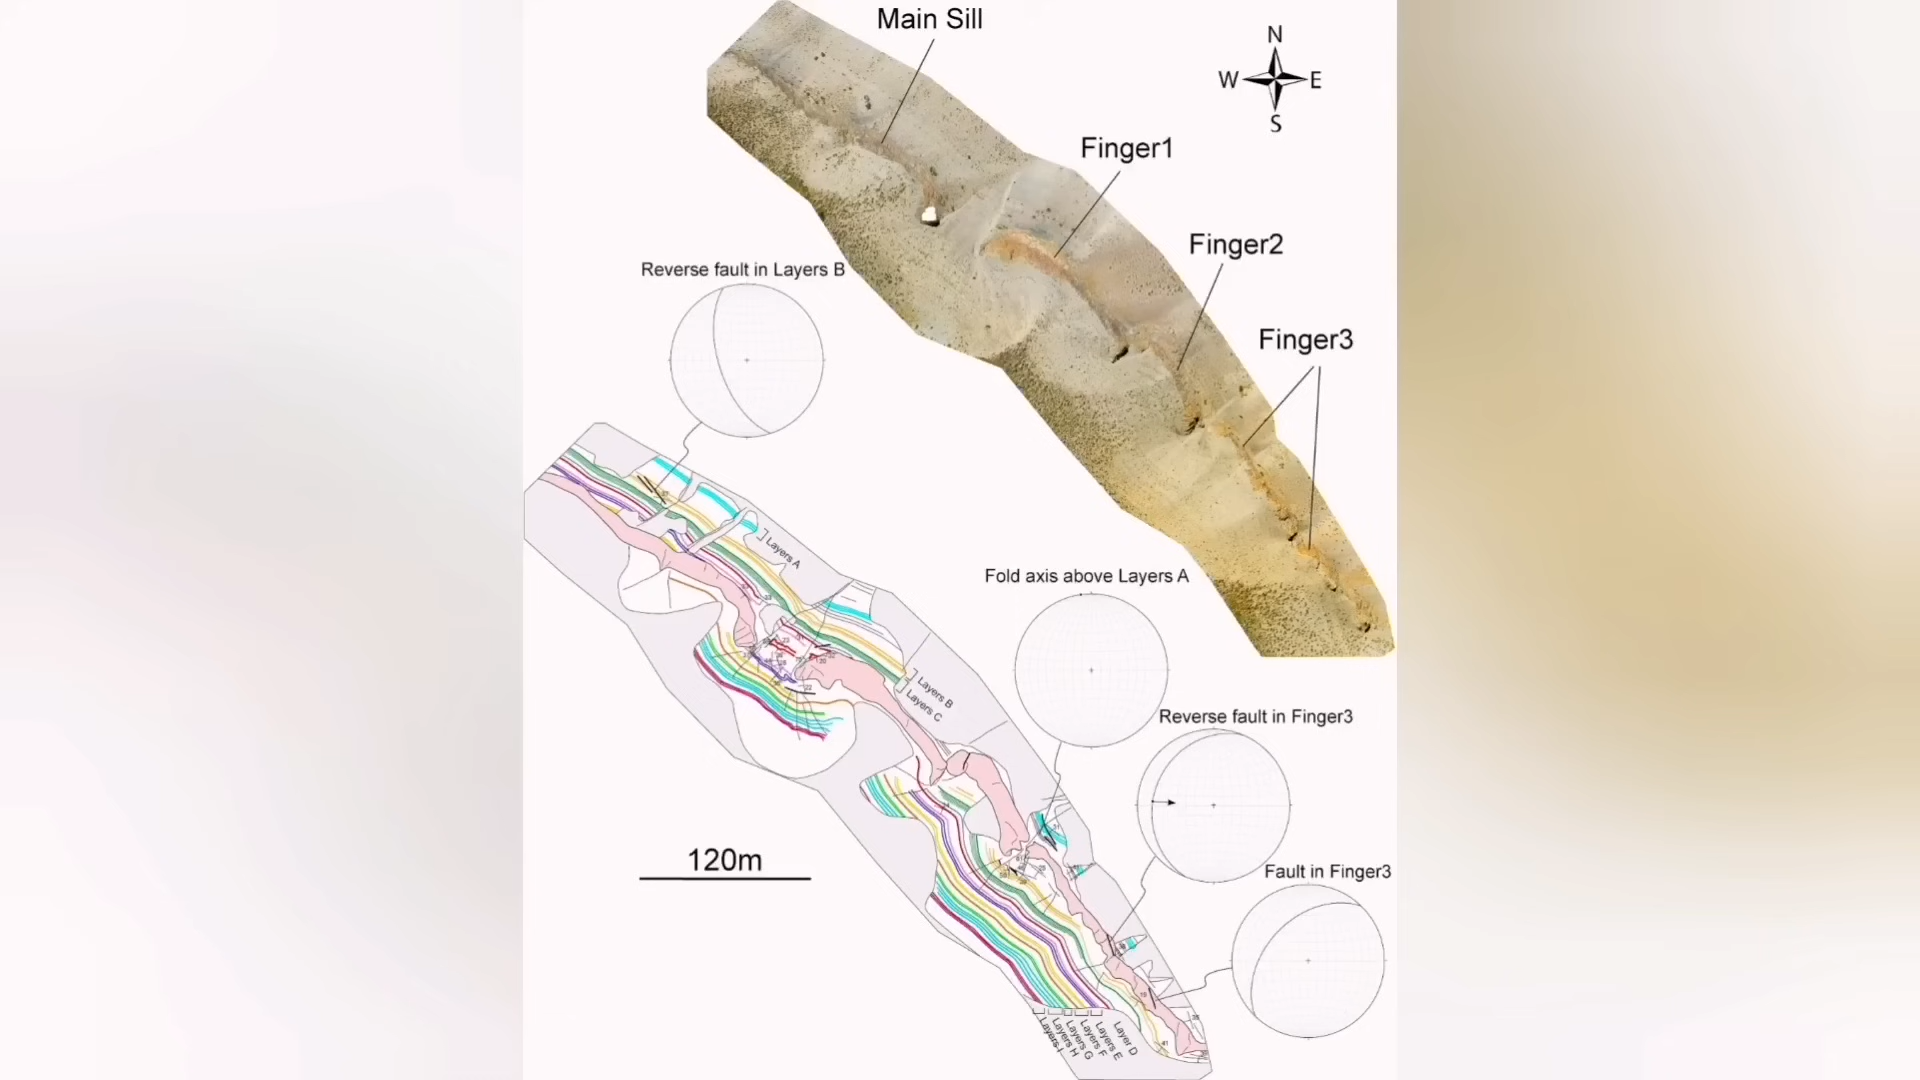 Main Sill
N
W E
S
Finger1
Finger2
Reverse fault in Layers B
Finger3
Layers A
Fold axis above Layers A
Layers B
Layers C
Reverse fault in Finger3
120m
Fault in Finger3
Layers I
Layers H
Layers G
Layers F
Layers E
Layer D